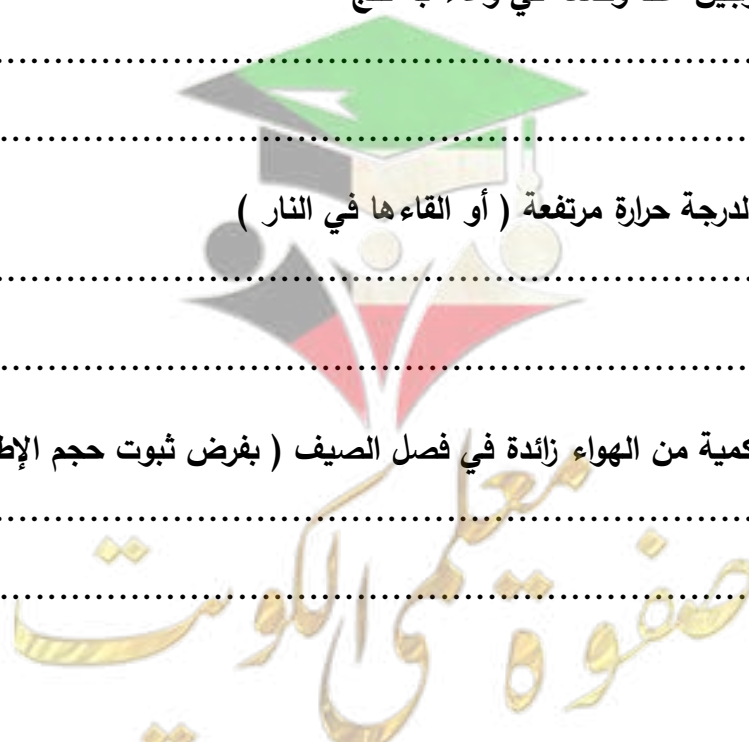 .................................................................
.................................................................
لدرجة حرارة مرتفعة ( أو القاءها في النار )
.................................................................
.................................................................
كمية من الهواء زائدة في فصل الصيف ( بفرض ثبوت حجم الإط
.................................................................
.................................................................
صفوة معلمى الكويت